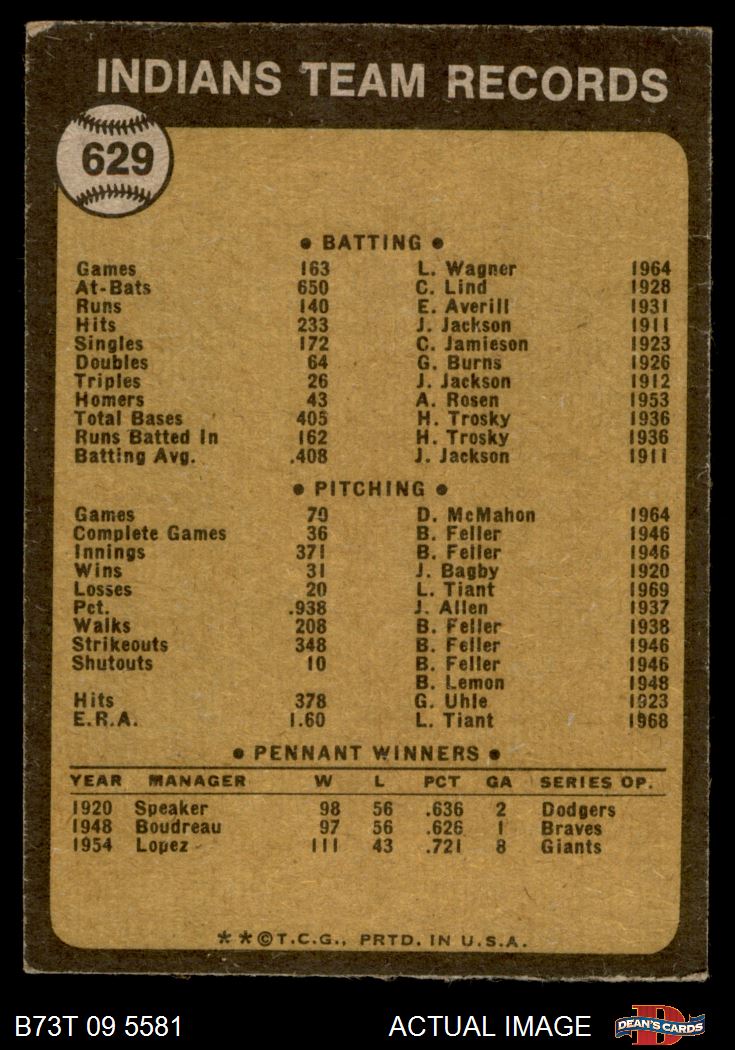 INDIANS TEAM RECORDS
629
● BATTING ●
Games 163 L. Wagner 1964
At-Bats 650 C. Lind 1928
Runs 140 E. Averill 1931
Hits 233 J. Jackson 1911
Singles 172 C. Jamieson 1923
Doubles 64 G. Burns 1926
Triples 26 J. Jackson 1912
Homers 43 A. Rosen 1953
Total Bases 405 H. Trosky 1936
Runs Batted In 162 H. Trosky 1936
Batting Avg. .408 J. Jackson 1911
● PITCHING ●
Games 70 D. McMahon 1964
Complete Games 36 B. Feller 1946
Innings 371 B. Feller 1946
Wins 31 J. Bagby 1920
Losses 20 L. Tiant 1969
Pct. .938 J. Allen 1937
Walks 208 B. Feller 1938
Strikeouts 348 B. Feller 1946
Shutouts 10 B. Feller 1946
B. Lemon 1948
Hits 378 G. Uhle 1923
E.R.A. 1.60 L. Tiant 1968
● PENNANT WINNERS ●
YEAR MANAGER W L PCT GA SERIES OP.
1920 Speaker 98 56 .636 2 Dodgers
1948 Boudreau 97 56 .626 1 Braves
1954 Lopez 111 43 .721 8 Giants
**©T.C.G., PRTD. IN U.S.A.
B73T 09 5581 ACTUAL IMAGE DEAN'S CARDS